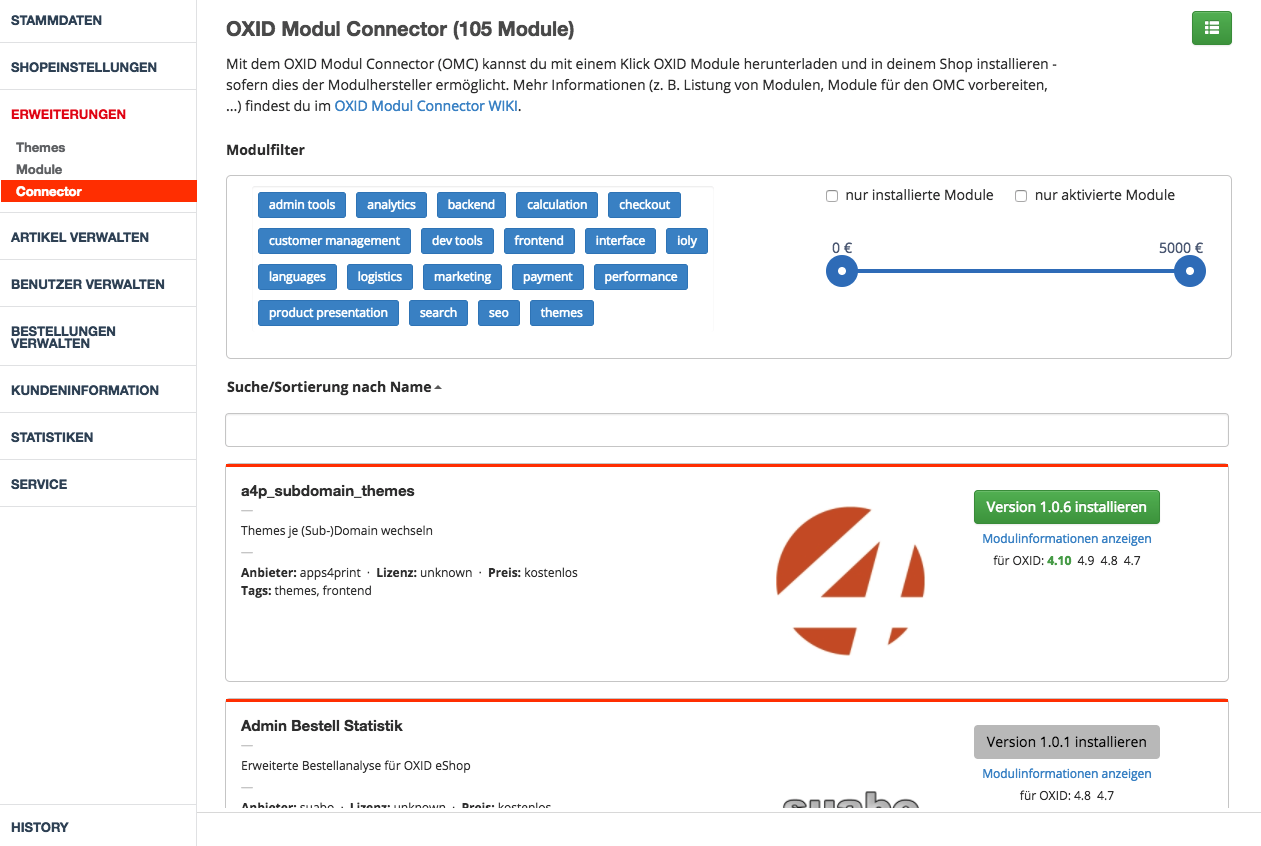 STAMMDATEN
SHOPEINSTELLUNGEN
ERWEITERUNGEN
Themes
Module
Connector
ARTIKEL VERWALTEN
BENUTZER VERWALTEN
BESTELLUNGEN
VERWALTEN
KUNDENINFORMATION
STATISTIKEN
SERVICE
HISTORY
OXID Modul Connector (105 Module)
Mit dem OXID Modul Connector (OMC) kannst du mit einem Klick OXID Module herunterladen und in deinem Shop installieren -
sofern dies der Modulhersteller ermöglicht. Mehr Informationen (z. B. Listung von Modulen, Module für den OMC vorbereiten,
...) findest du im OXID Modul Connector WIKI.
Modulfilter
admin tools analytics backend calculation checkout
customer management dev tools frontend interface ioly
languages logistics marketing payment performance
product presentation search seo themes
nur installierte Module nur aktivierte Module
0 € 5000 €
Suche/Sortierung nach Name
a4p_subdomain_themes
—
Themes je (Sub-)Domain wechseln
—
Anbieter: apps4print · Lizenz: unknown · Preis: kostenlos
Tags: themes, frontend
4
Version 1.0.6 installieren
Modulinformationen anzeigen
für OXID: 4.10 4.9 4.8 4.7
Admin Bestell Statistik
—
Erweiterte Bestellanalyse für OXID eShop
—
Anbieter: suabo · Lizenz: unknown · Preis: kostenlos
suabo
Version 1.0.1 installieren
Modulinformationen anzeigen
für OXID: 4.8 4.7